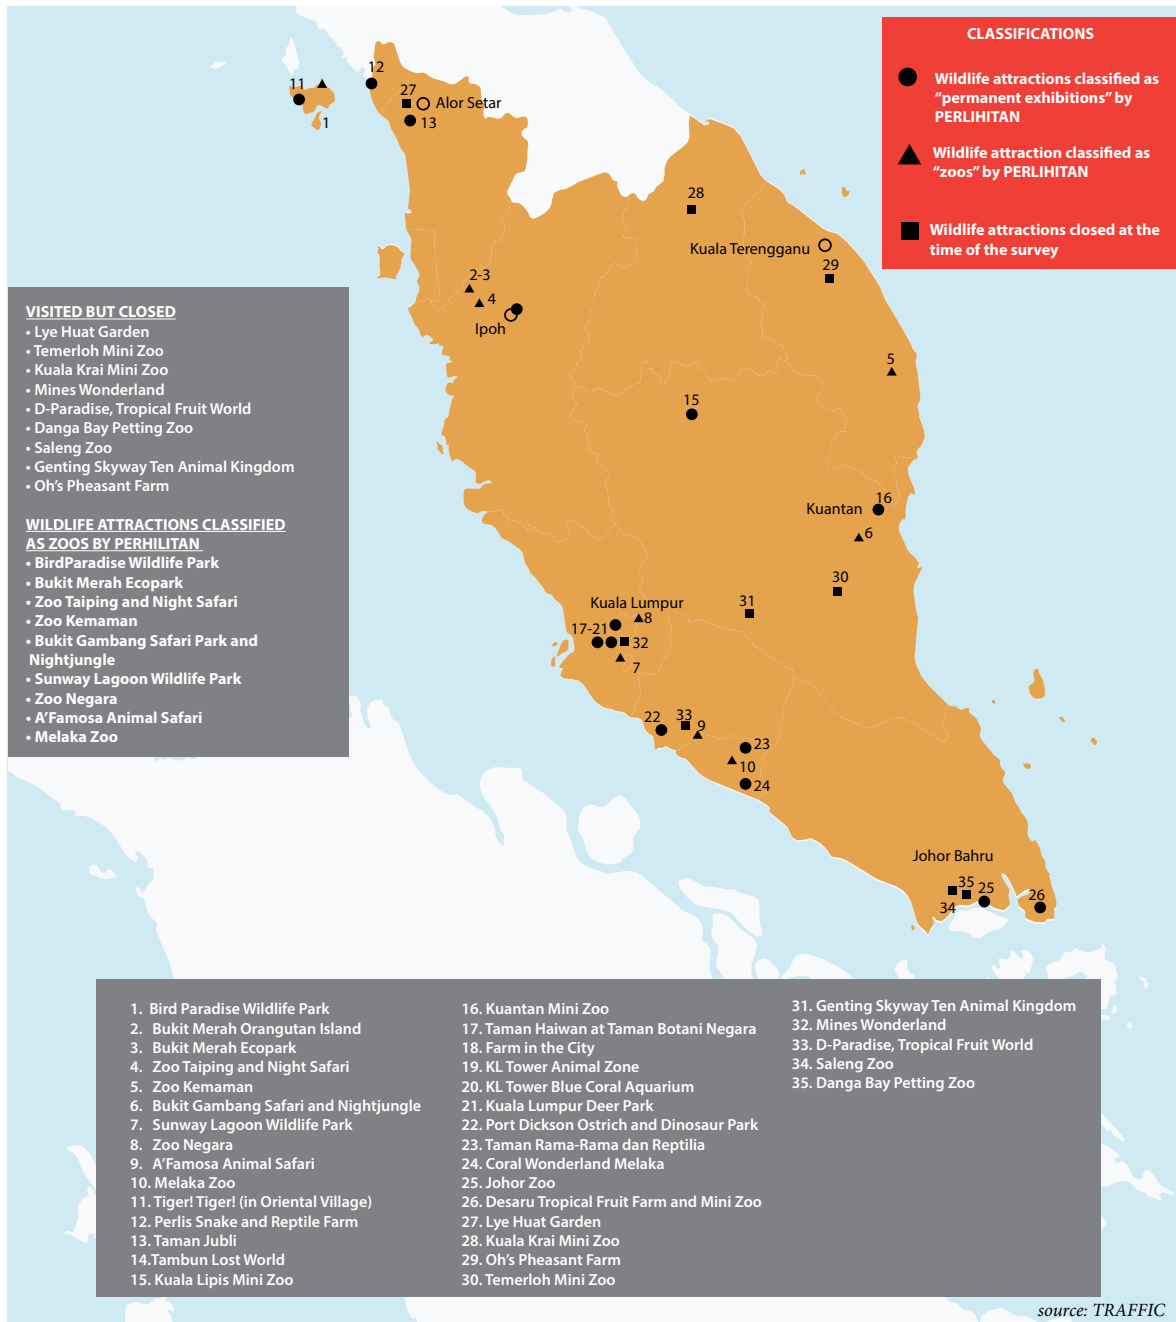 CLASSIFICATIONS
Wildlife attractions classified as
“permanent exhibitions” by
PERLIHITAN
Wildlife attraction classified as
“zoos” by PERLIHITAN
Wildlife attractions closed at the
time of the survey
12
11
27
Alor Setar
1
13
28
Kuala Terengganu
29
2-3
4
Ipoh
5
15
16
Kuantan
6
30
31
Kuala Lumpur
8
17-21
32
7
22
33
9
23
10
24
Johor Bahru
35
25
34
26
VISITED BUT CLOSED
• Lye Huat Garden
• Temerloh Mini Zoo
• Kuala Krai Mini Zoo
• Mines Wonderland
• D-Paradise, Tropical Fruit World
• Danga Bay Petting Zoo
• Saleng Zoo
• Genting Skyway Ten Animal Kingdom
• Oh’s Pheasant Farm
WILDLIFE ATTRACTIONS CLASSIFIED
AS ZOOS BY PERHILITAN
• BirdParadise Wildlife Park
• Bukit Merah Ecopark
• Zoo Taiping and Night Safari
• Zoo Kemaman
• Bukit Gambang Safari Park and
Nightjungle
• Sunway Lagoon Wildlife Park
• Zoo Negara
• A’Famosa Animal Safari
• Melaka Zoo
1. Bird Paradise Wildlife Park
2. Bukit Merah Orangutan Island
3. Bukit Merah Ecopark
4. Zoo Taiping and Night Safari
5. Zoo Kemaman
6. Bukit Gambang Safari and Nightjungle
7. Sunway Lagoon Wildlife Park
8. Zoo Negara
9. A’Famosa Animal Safari
10. Melaka Zoo
11. Tiger! Tiger! (in Oriental Village)
12. Perlis Snake and Reptile Farm
13. Taman Jubli
14.Tambun Lost World
15. Kuala Lipis Mini Zoo
16. Kuantan Mini Zoo
17. Taman Haiwan at Taman Botani Negara
18. Farm in the City
19. KL Tower Animal Zone
20. KL Tower Blue Coral Aquarium
21. Kuala Lumpur Deer Park
22. Port Dickson Ostrich and Dinosaur Park
23. Taman Rama-Rama dan Reptilia
24. Coral Wonderland Melaka
25. Johor Zoo
26. Desaru Tropical Fruit Farm and Mini Zoo
27. Lye Huat Garden
28. Kuala Krai Mini Zoo
29. Oh’s Pheasant Farm
30. Temerloh Mini Zoo
31. Genting Skyway Ten Animal Kingdom
32. Mines Wonderland
33. D-Paradise, Tropical Fruit World
34. Saleng Zoo
35. Danga Bay Petting Zoo
source: TRAFFIC